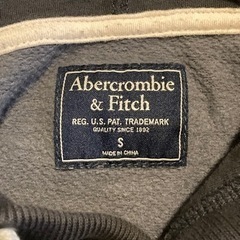 Abercrombie
& Fitch
REG. U.S. PAT. TRADEMARK
QUALITY SINCE 1892
S
MADE IN CHINA